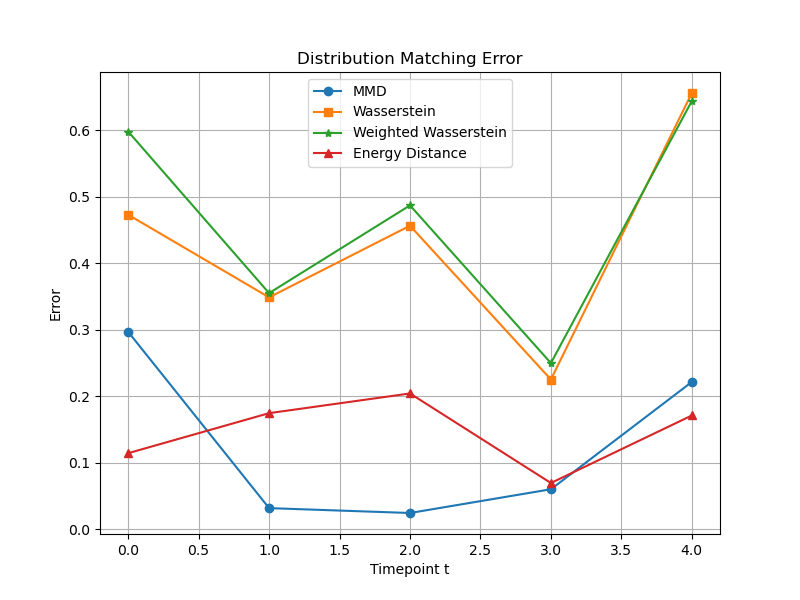 Distribution Matching Error
MMD
Wasserstein
Weighted Wasserstein
Energy Distance
Error
0.6
0.5
0.4
0.3
0.2
0.1
0.0
0.0 0.5 1.0 1.5 2.0 2.5 3.0 3.5 4.0
Timepoint t